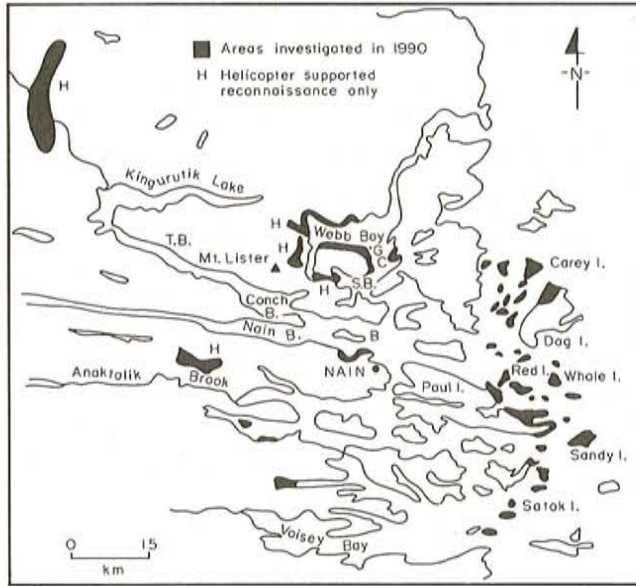 Areas investigated in 1990
H Helicopter supported
reconnaissance only
-N-
H
Kingurutik Lake
H
Webb Bay
T.B.
H
G
Mt. Lister
C
Carey I.
H
S.B.
Conch
B.
Nain B.
B
Dog I.
H
NAIN
Red I.
Whale I.
Anaktalik
Brook
Paul I.
Sandy I.
Satok I.
Voisey
Bay
0 15
km